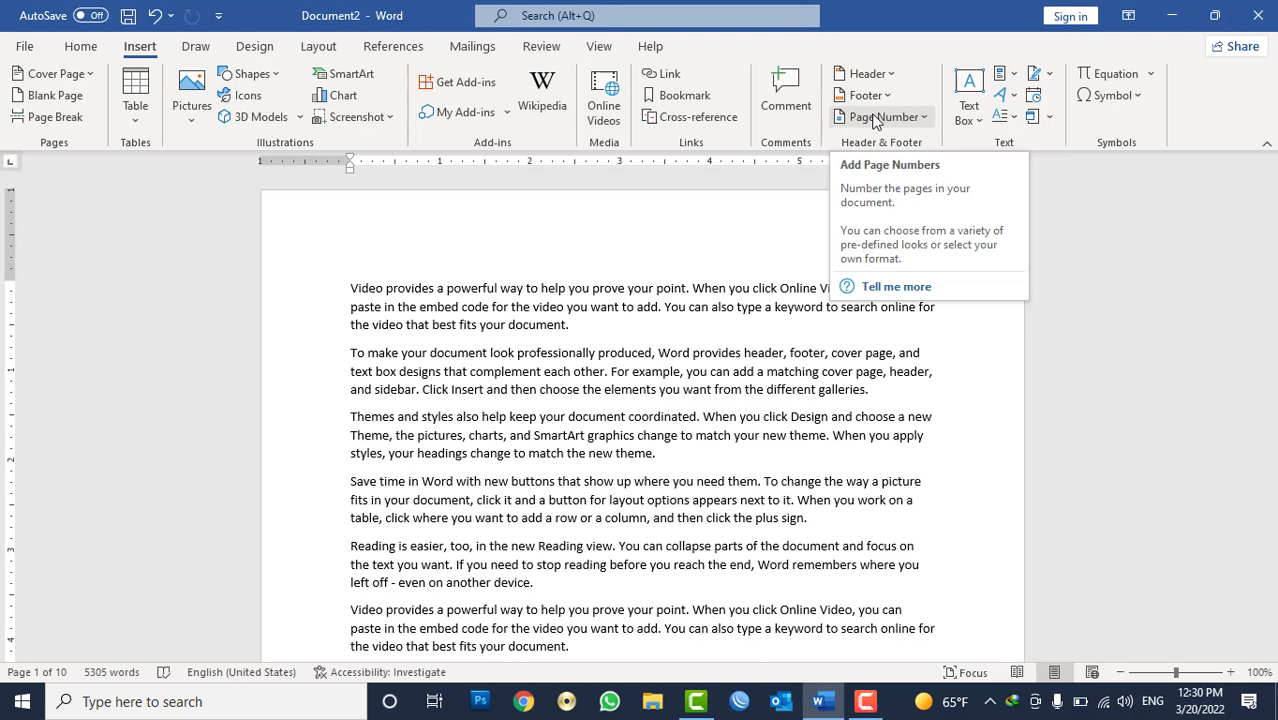 AutoSave Off Document2 - Word Search (Alt+Q) Sign in
File Home Insert Draw Design Layout References Mailings Review View Help Share
Cover Page
Blank Page
Page Break
Pages
Table
Tables
Pictures
Shapes
Icons
3D Models
SmartArt
Chart
Screenshot
Illustrations
Get Add-ins
My Add-ins
Wikipedia
Add-ins
Online
Videos
Media
Link
Bookmark
Cross-reference
Links
Comment
Comments
Header
Footer
Page Number
Header & Footer
Text
Box
Text
Equation
Symbol
Symbols
Add Page Numbers
Number the pages in your
document.
You can choose from a variety of
pre-defined looks or select your
own format.
Tell me more
1 1 2 3 4 5
Video provides a powerful way to help you prove your point. When you click Online
paste in the embed code for the video you want to add. You can also type a keyword to search online for
the video that best fits your document.
To make your document look professionally produced, Word provides header, footer, cover page, and
text box designs that complement each other. For example, you can add a matching cover page, header,
and sidebar. Click Insert and then choose the elements you want from the different galleries.
Themes and styles also help keep your document coordinated. When you click Design and choose a new
Theme, the pictures, charts, and SmartArt graphics change to match your new theme. When you apply
styles, your headings change to match the new theme.
Save time in Word with new buttons that show up where you need them. To change the way a picture
fits in your document, click it and a button for layout options appears next to it. When you work on a
table, click where you want to add a row or a column, and then click the plus sign.
Reading is easier, too, in the new Reading view. You can collapse parts of the document and focus on
the text you want. If you need to stop reading before you reach the end, Word remembers where you
left off - even on another device.
Video provides a powerful way to help you prove your point. When you click Online Video, you can
paste in the embed code for the video you want to add. You can also type a keyword to search online for
the video that best fits your document.
1
1
2
3
4
Page 1 of 10 5305 words English (United States) Accessibility: Investigate Focus 100%
Type here to search Ps 65°F ENG 12:30 PM
3/20/2022